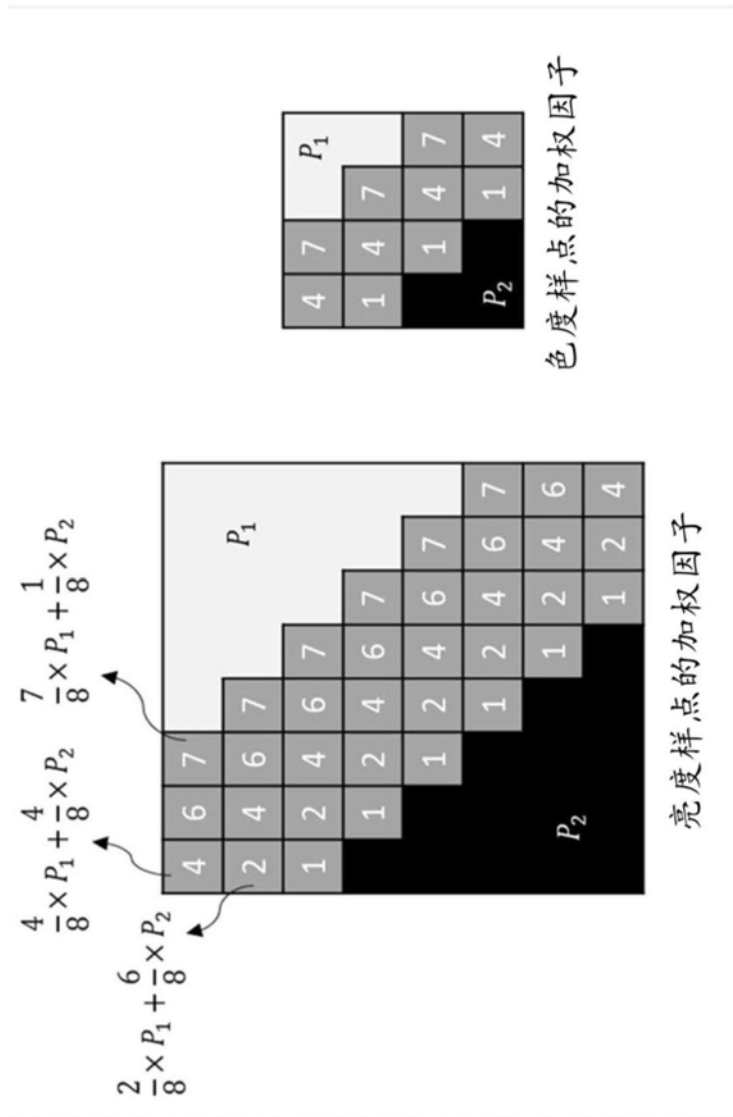 4/8×P₁+4/8×P₂
7/8×P₁+1/8×P₂
2/8×P₁+6/8×P₂
4 6 7
2 4 6 7
P₁
1 2 4 6 7
1 2 4 6 7
1 2 4 6 7
1 2 4 6 7
P₂
1 2 4 6
1 2 4
亮度样点的加权因子
4 7 P₁
1 4 7
1 4 7
P₂ 1 4
色度样点的加权因子